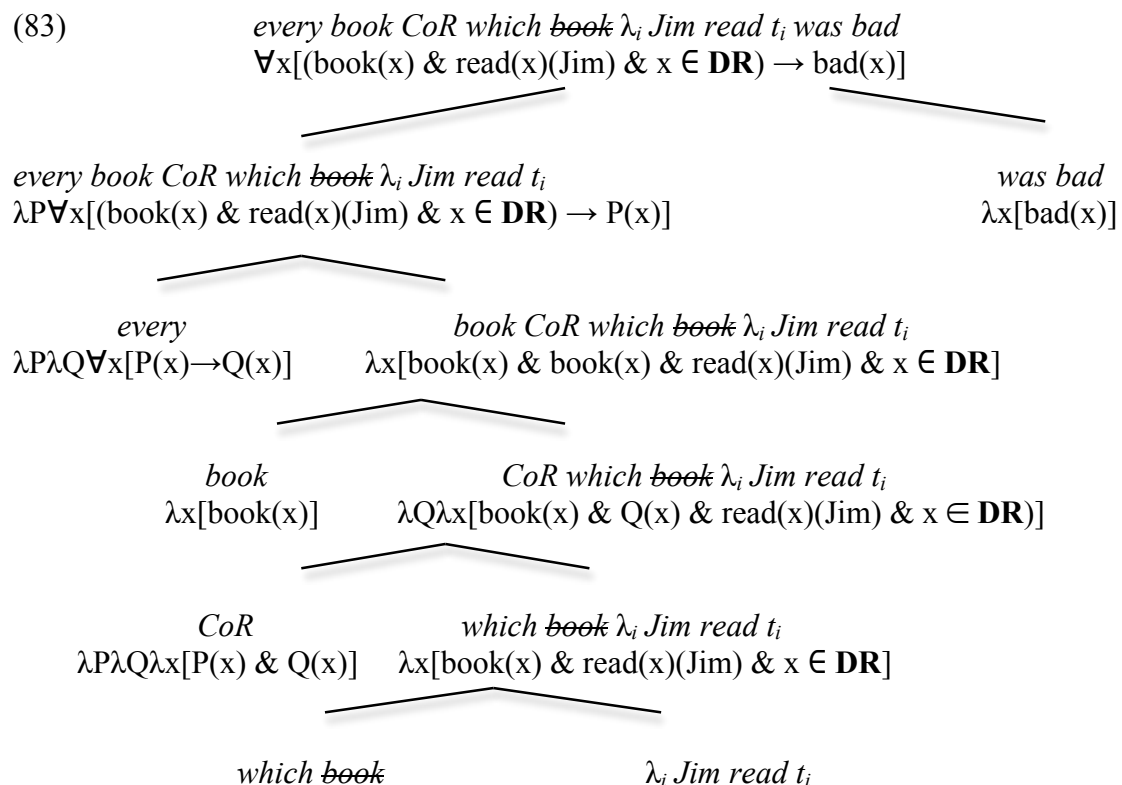 (83) every book CoR which book λi Jim read ti was bad
∀x[(book(x) & read(x)(Jim) & x ∈ DR) → bad(x)]
every book CoR which book λi Jim read ti was bad
λP∀x[(book(x) & read(x)(Jim) & x ∈ DR) → P(x)] λx[bad(x)]
every book CoR which book λi Jim read ti
λPλQ∀x[P(x)→Q(x)] λx[book(x) & book(x) & read(x)(Jim) & x ∈ DR]
book CoR which book λi Jim read ti
λx[book(x)] λQλx[book(x) & Q(x) & read(x)(Jim) & x ∈ DR)]
CoR which book λi Jim read ti
λPλQλx[P(x) & Q(x)] λx[book(x) & read(x)(Jim) & x ∈ DR]
which book λi Jim read ti